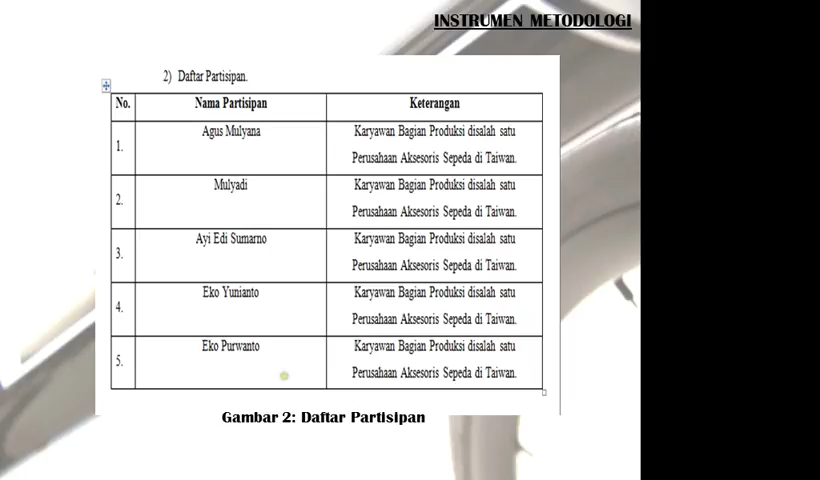 INSTRUMEN METODOLOGI
2) Daftar Partisipan.
No. Nama Partisipan Keterangan
1. Agus Mulyana Karyawan Bagian Produksi disalah satu
Perusahaan Aksesoris Sepeda di Taiwan.
2. Mulyadi Karyawan Bagian Produksi disalah satu
Perusahaan Aksesoris Sepeda di Taiwan.
3. Ayi Edi Sumarno Karyawan Bagian Produksi disalah satu
Perusahaan Aksesoris Sepeda di Taiwan.
4. Eko Yunianto Karyawan Bagian Produksi disalah satu
Perusahaan Aksesoris Sepeda di Taiwan.
5. Eko Purwanto Karyawan Bagian Produksi disalah satu
Perusahaan Aksesoris Sepeda di Taiwan.
Gambar 2: Daftar Partisipan